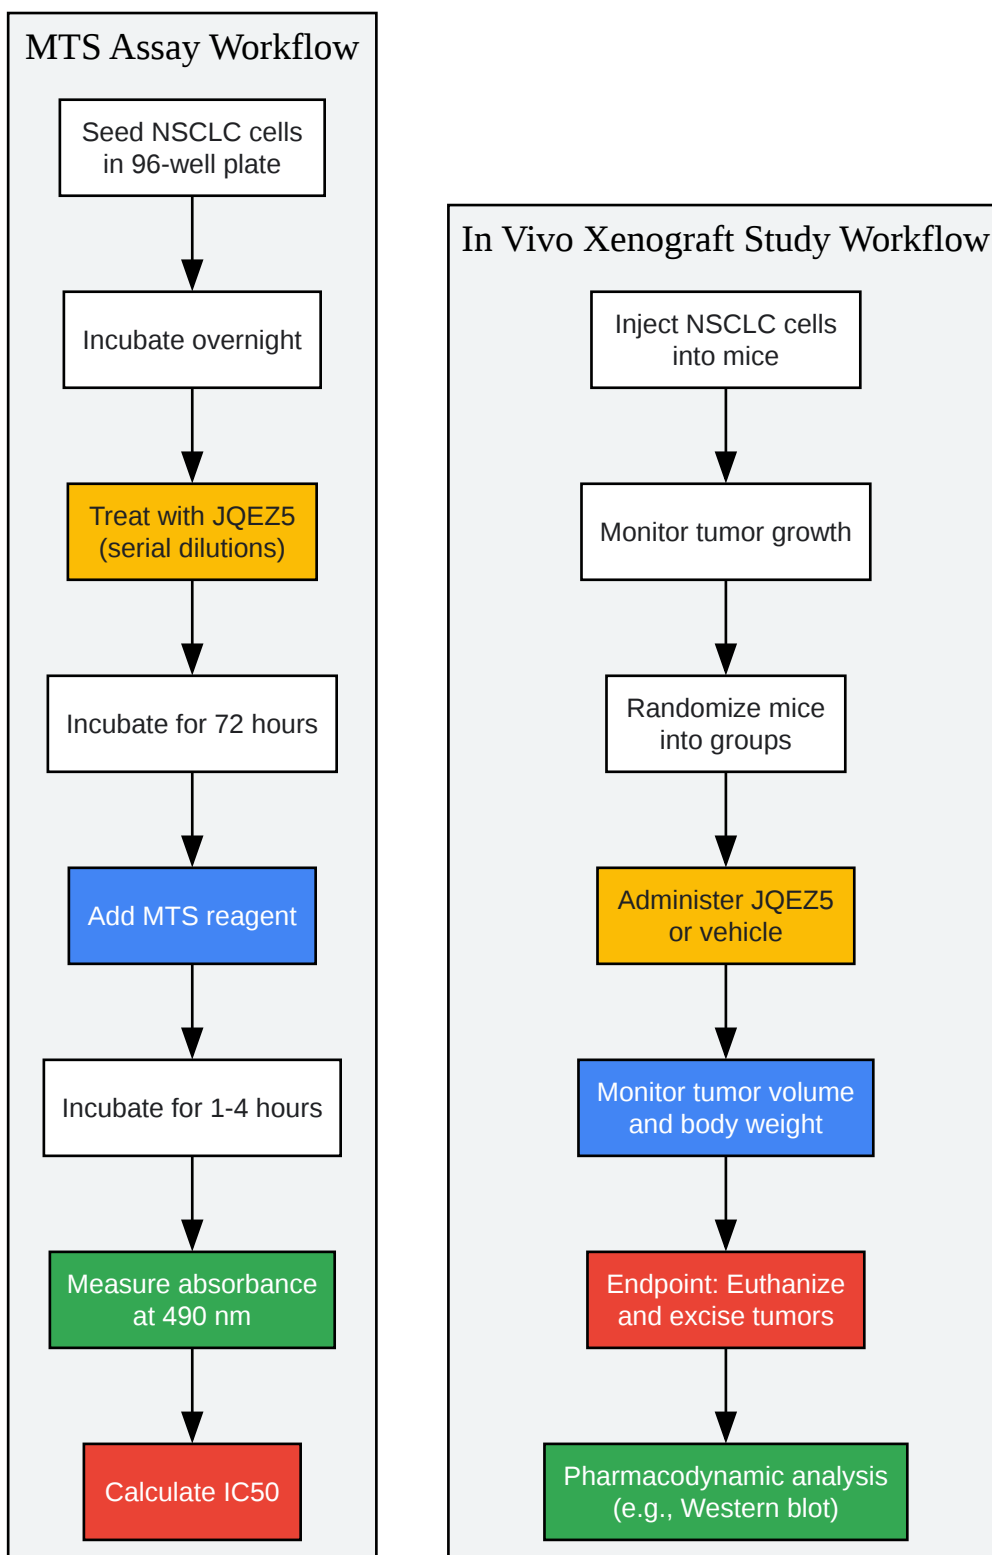 MTS Assay Workflow
Seed NSCLC cells
in 96-well plate
Incubate overnight
Treat with JQEZ5
(serial dilutions)
Incubate for 72 hours
Add MTS reagent
Incubate for 1-4 hours
Measure absorbance
at 490 nm
Calculate IC50
In Vivo Xenograft Study Workflow
Inject NSCLC cells
into mice
Monitor tumor growth
Randomize mice
into groups
Administer JQEZ5
or vehicle
Monitor tumor volume
and body weight
Endpoint: Euthanize
and excise tumors
Pharmacodynamic analysis
(e.g., Western blot)